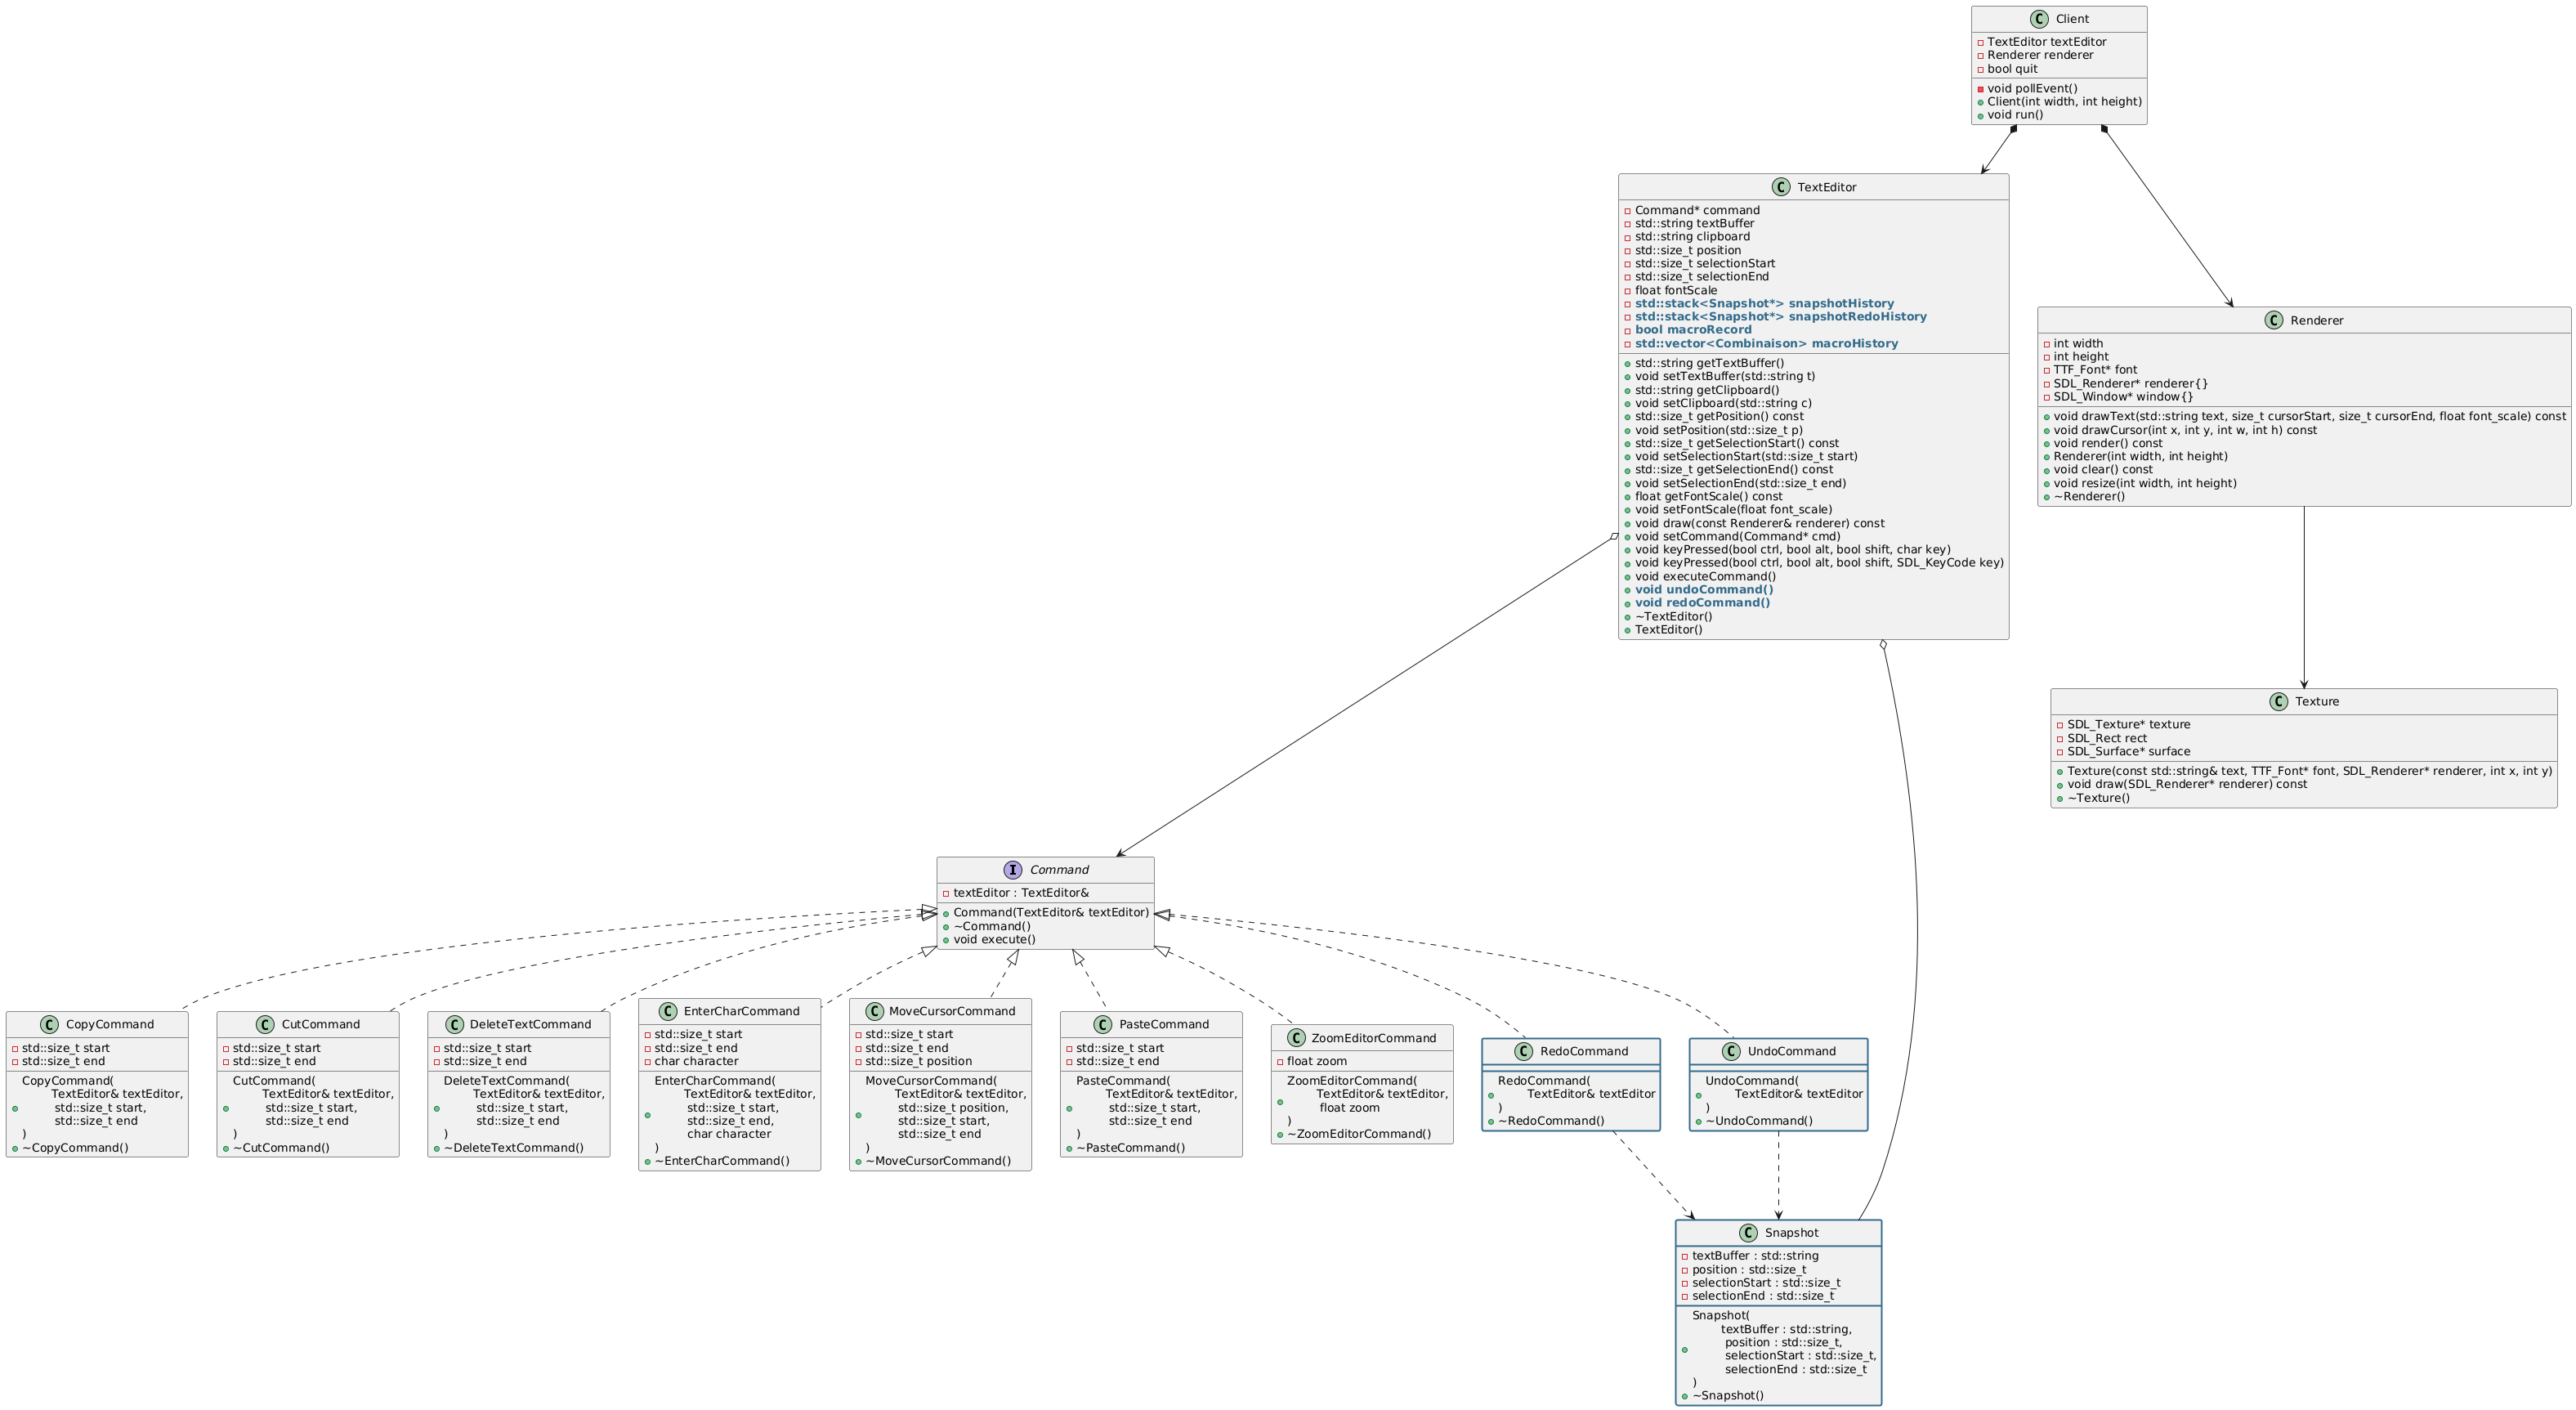 C Client
TextEditor textEditor
Renderer renderer
bool quit
void pollEvent()
Client(int width, int height)
void run()
C TextEditor
Command* command
std::string textBuffer
std::string clipboard
std::size_t position
std::size_t selectionStart
std::size_t selectionEnd
float fontScale
std::stack<Snapshot*> snapshotHistory
std::stack<Snapshot*> snapshotRedoHistory
bool macroRecord
std::vector<Combinaison> macroHistory
std::string getTextBuffer()
void setTextBuffer(std::string t)
std::string getClipboard()
void setClipboard(std::string c)
std::size_t getPosition() const
void setPosition(std::size_t p)
std::size_t getSelectionStart() const
void setSelectionStart(std::size_t start)
std::size_t getSelectionEnd() const
void setSelectionEnd(std::size_t end)
float getFontScale() const
void setFontScale(float font_scale)
void draw(const Renderer& renderer) const
void setCommand(Command* cmd)
void keyPressed(bool ctrl, bool alt, bool shift, char key)
void keyPressed(bool ctrl, bool alt, bool shift, SDL_KeyCode key)
void executeCommand()
void undoCommand()
void redoCommand()
~TextEditor()
TextEditor()
C Renderer
int width
int height
TTF_Font* font
SDL_Renderer* renderer{}
SDL_Window* window{}
void drawText(std::string text, size_t cursorStart, size_t cursorEnd, float font_scale) const
void drawCursor(int x, int y, int w, int h) const
void render() const
Renderer(int width, int height)
void clear() const
void resize(int width, int height)
~Renderer()
C Texture
SDL_Texture* texture
SDL_Rect rect
SDL_Surface* surface
Texture(const std::string& text, TTF_Font* font, SDL_Renderer* renderer, int x, int y)
void draw(SDL_Renderer* renderer) const
~Texture()
I Command
textEditor : TextEditor&
Command(TextEditor& textEditor)
~Command()
void execute()
C CopyCommand
std::size_t start
std::size_t end
CopyCommand(
TextEditor& textEditor,
std::size_t start,
std::size_t end
)
~CopyCommand()
C CutCommand
std::size_t start
std::size_t end
CutCommand(
TextEditor& textEditor,
std::size_t start,
std::size_t end
)
~CutCommand()
C DeleteTextCommand
std::size_t start
std::size_t end
DeleteTextCommand(
TextEditor& textEditor,
std::size_t start,
std::size_t end
)
~DeleteTextCommand()
C EnterCharCommand
std::size_t start
std::size_t end
char character
EnterCharCommand(
TextEditor& textEditor,
std::size_t start,
std::size_t end,
char character
)
~EnterCharCommand()
C MoveCursorCommand
std::size_t start
std::size_t end
std::size_t position
MoveCursorCommand(
TextEditor& textEditor,
std::size_t position,
std::size_t start,
std::size_t end
)
~MoveCursorCommand()
C PasteCommand
std::size_t start
std::size_t end
PasteCommand(
TextEditor& textEditor,
std::size_t start,
std::size_t end
)
~PasteCommand()
C ZoomEditorCommand
float zoom
ZoomEditorCommand(
TextEditor& textEditor,
float zoom
)
~ZoomEditorCommand()
C RedoCommand
RedoCommand(
TextEditor& textEditor
)
~RedoCommand()
C UndoCommand
UndoCommand(
TextEditor& textEditor
)
~UndoCommand()
C Snapshot
textBuffer : std::string
position : std::size_t
selectionStart : std::size_t
selectionEnd : std::size_t
Snapshot(
textBuffer : std::string,
position : std::size_t,
selectionStart : std::size_t,
selectionEnd : std::size_t
)
~Snapshot()